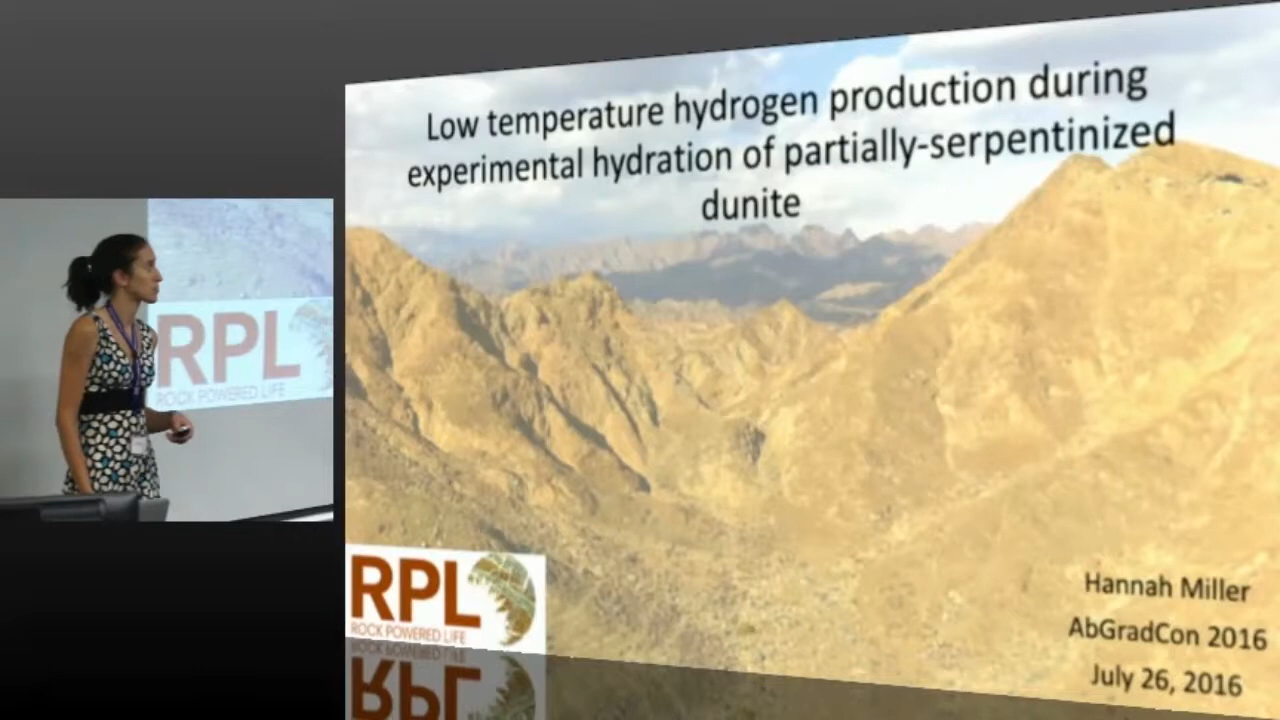 Low temperature hydrogen production during
experimental hydration of partially-serpentinized
dunite
RPL
ROCK POWERED LIFE
RPL
ROCK POWERED LIFE
Hannah Miller
AbGradCon 2016
July 26, 2016